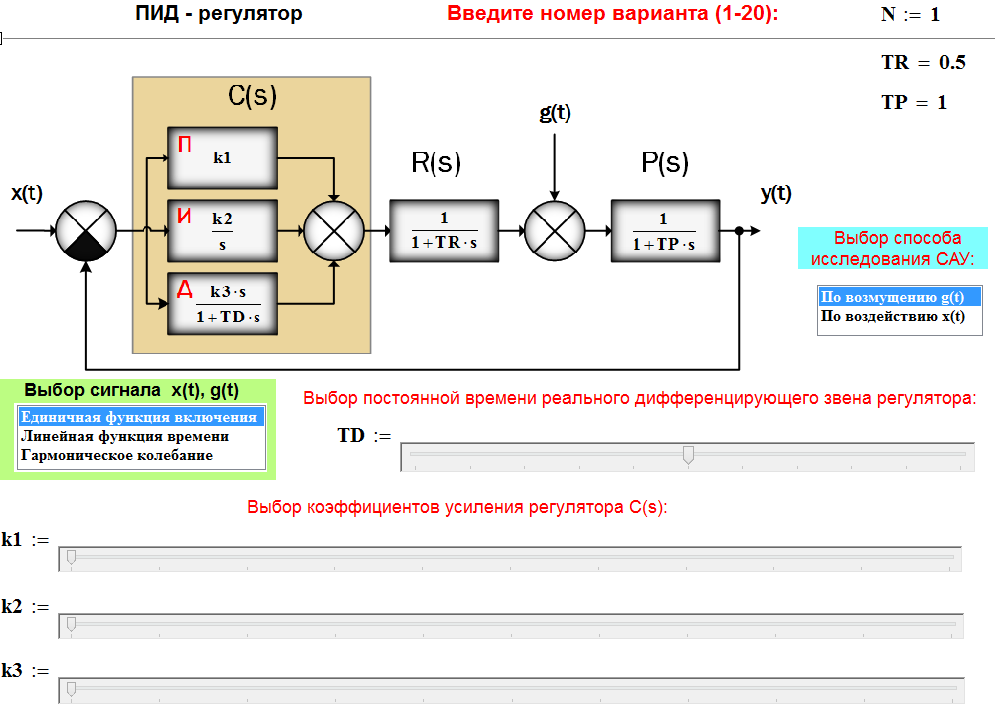 ПИД - регулятор
Введите номер варианта (1-20):
N := 1
TR = 0.5
TP = 1
C(s)
П
k1
И
k2
s
Д
k3·s
1+TD·s
x(t)
R(s)
1
1+TR·s
g(t)
P(s)
1
1+TP·s
y(t)
Выбор способа
исследования САУ:
По возмущению g(t)
По воздействию x(t)
Выбор сигнала x(t), g(t)
Единичная функция включения
Линейная функция времени
Гармоническое колебание
Выбор постоянной времени реального дифференцирующего звена регулятора:
TD :=
Выбор коэффициентов усиления регулятора C(s):
k1 :=
k2 :=
k3 :=